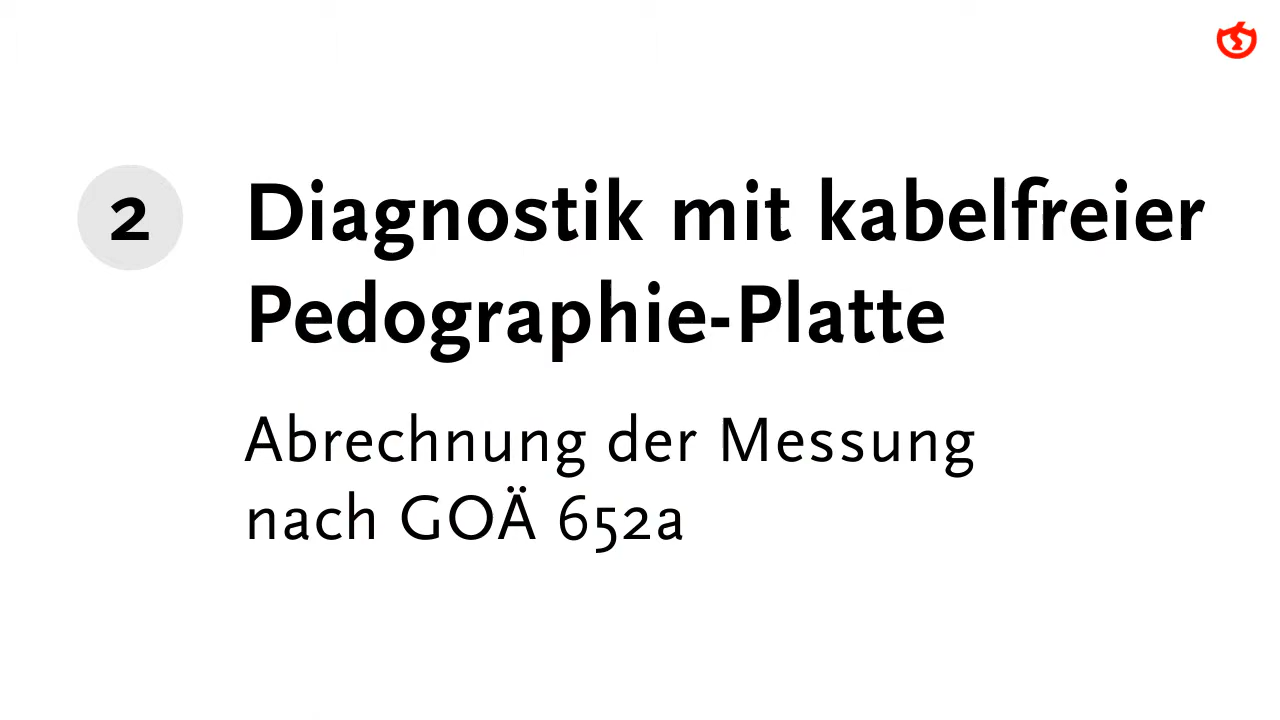 2 Diagnostik mit kabelfreier
Pedographie-Platte
Abrechnung der Messung
nach GOÄ 652a